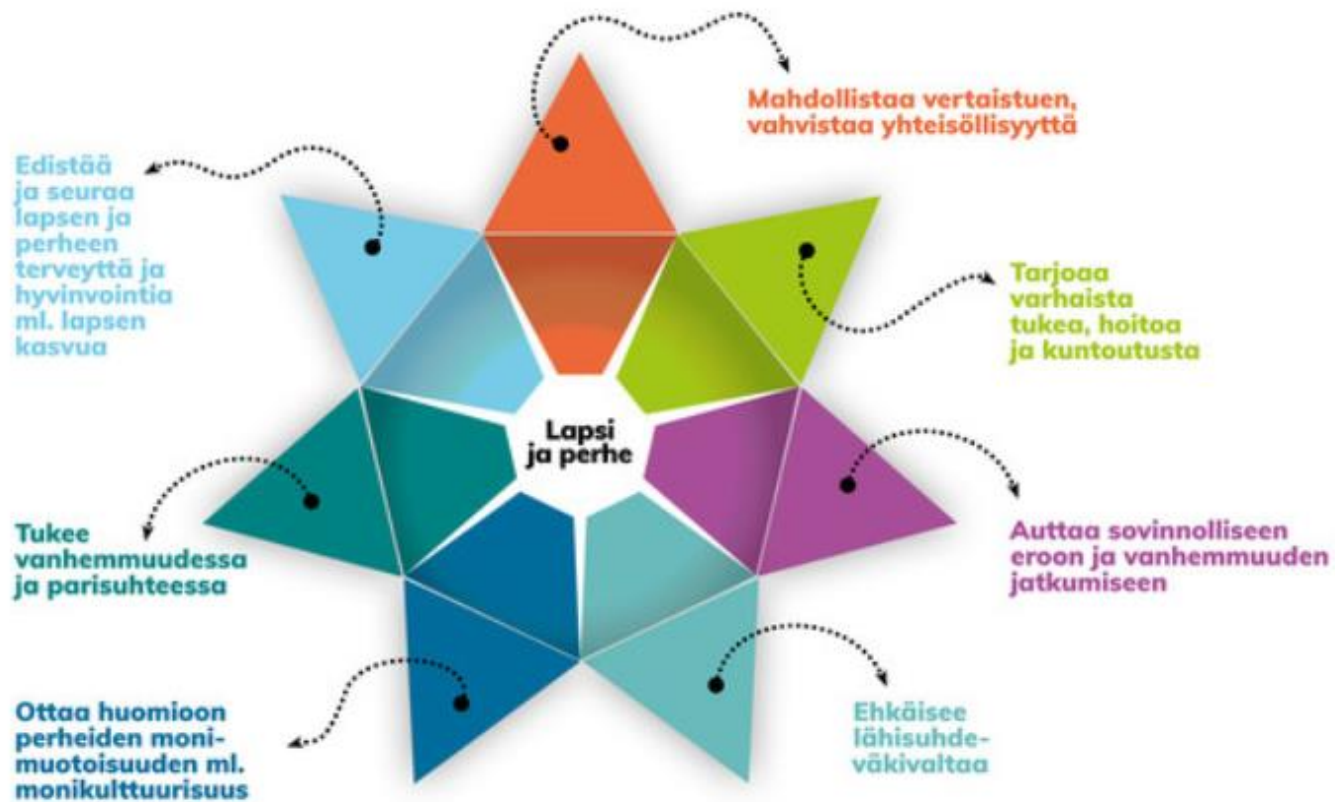 Mahdollistaa vertaistuen,
vahvistaa yhteisöllisyyttä
Edistää
ja seuraa
lapsen ja
perheen
terveyttä ja
hyvinvointia
ml. lapsen
kasvua
Tarjoaa
varhaista
tukea, hoitoa
ja kuntoutusta
Lapsi
ja perhe
Tukee
vanhemmuudessa
ja parisuhteessa
Auttaa sovinnolliseen
eroon ja vanhemmuuden
jatkumiseen
Ottaa huomioon
perheiden moni-
muotoisuuden ml.
monikulttuurisuus
Ehkäisee
lähisuhde-
väkivaltaa